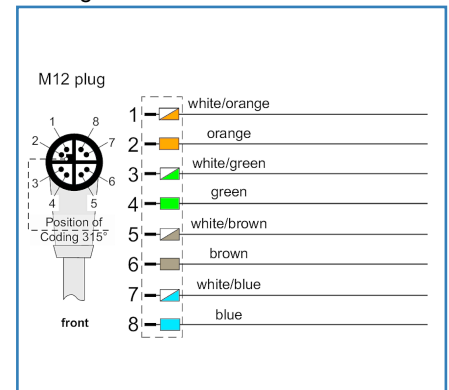 M12 plug
1
8
2
7
3
6
4
5
Position of
Coding 315°
front
1 white/orange
2 orange
3 white/green
4 green
5 white/brown
6 brown
7 white/blue
8 blue